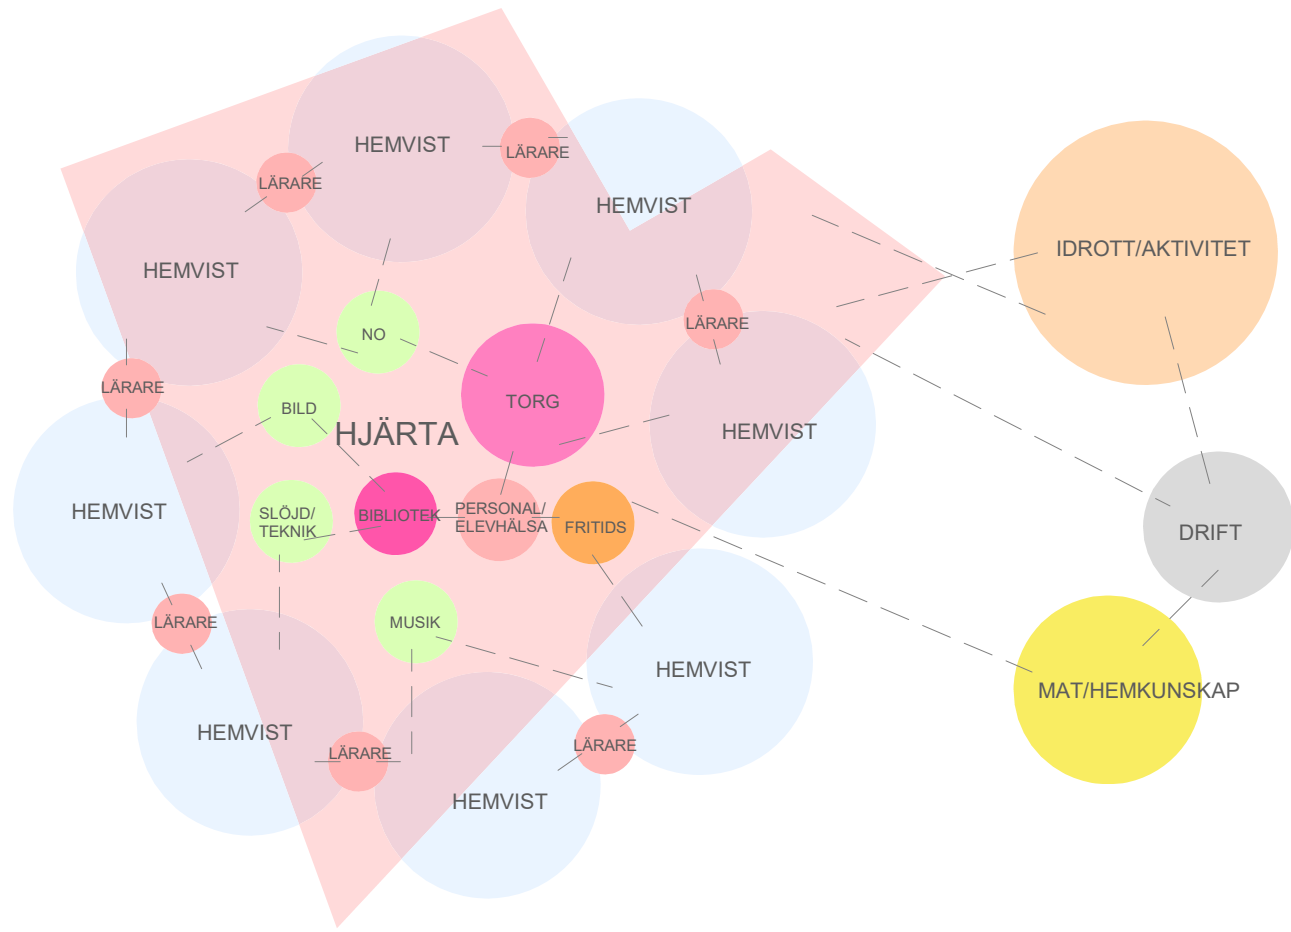 HEMVIST
LÄRARE
LÄRARE
HEMVIST
HEMVIST
IDROTT/AKTIVITET
HEMVIST
NO
LÄRARE
LÄRARE
BILD
TORG
HJÄRTA
HEMVIST
HEMVIST
SLÖJD/
TEKNIK
BIBLIOTEK
PERSONAL/
ELEVHÄLSA
FRITIDS
DRIFT
LÄRARE
MUSIK
HEMVIST
MAT/HEMKUNSKAP
HEMVIST
LÄRARE
LÄRARE
HEMVIST